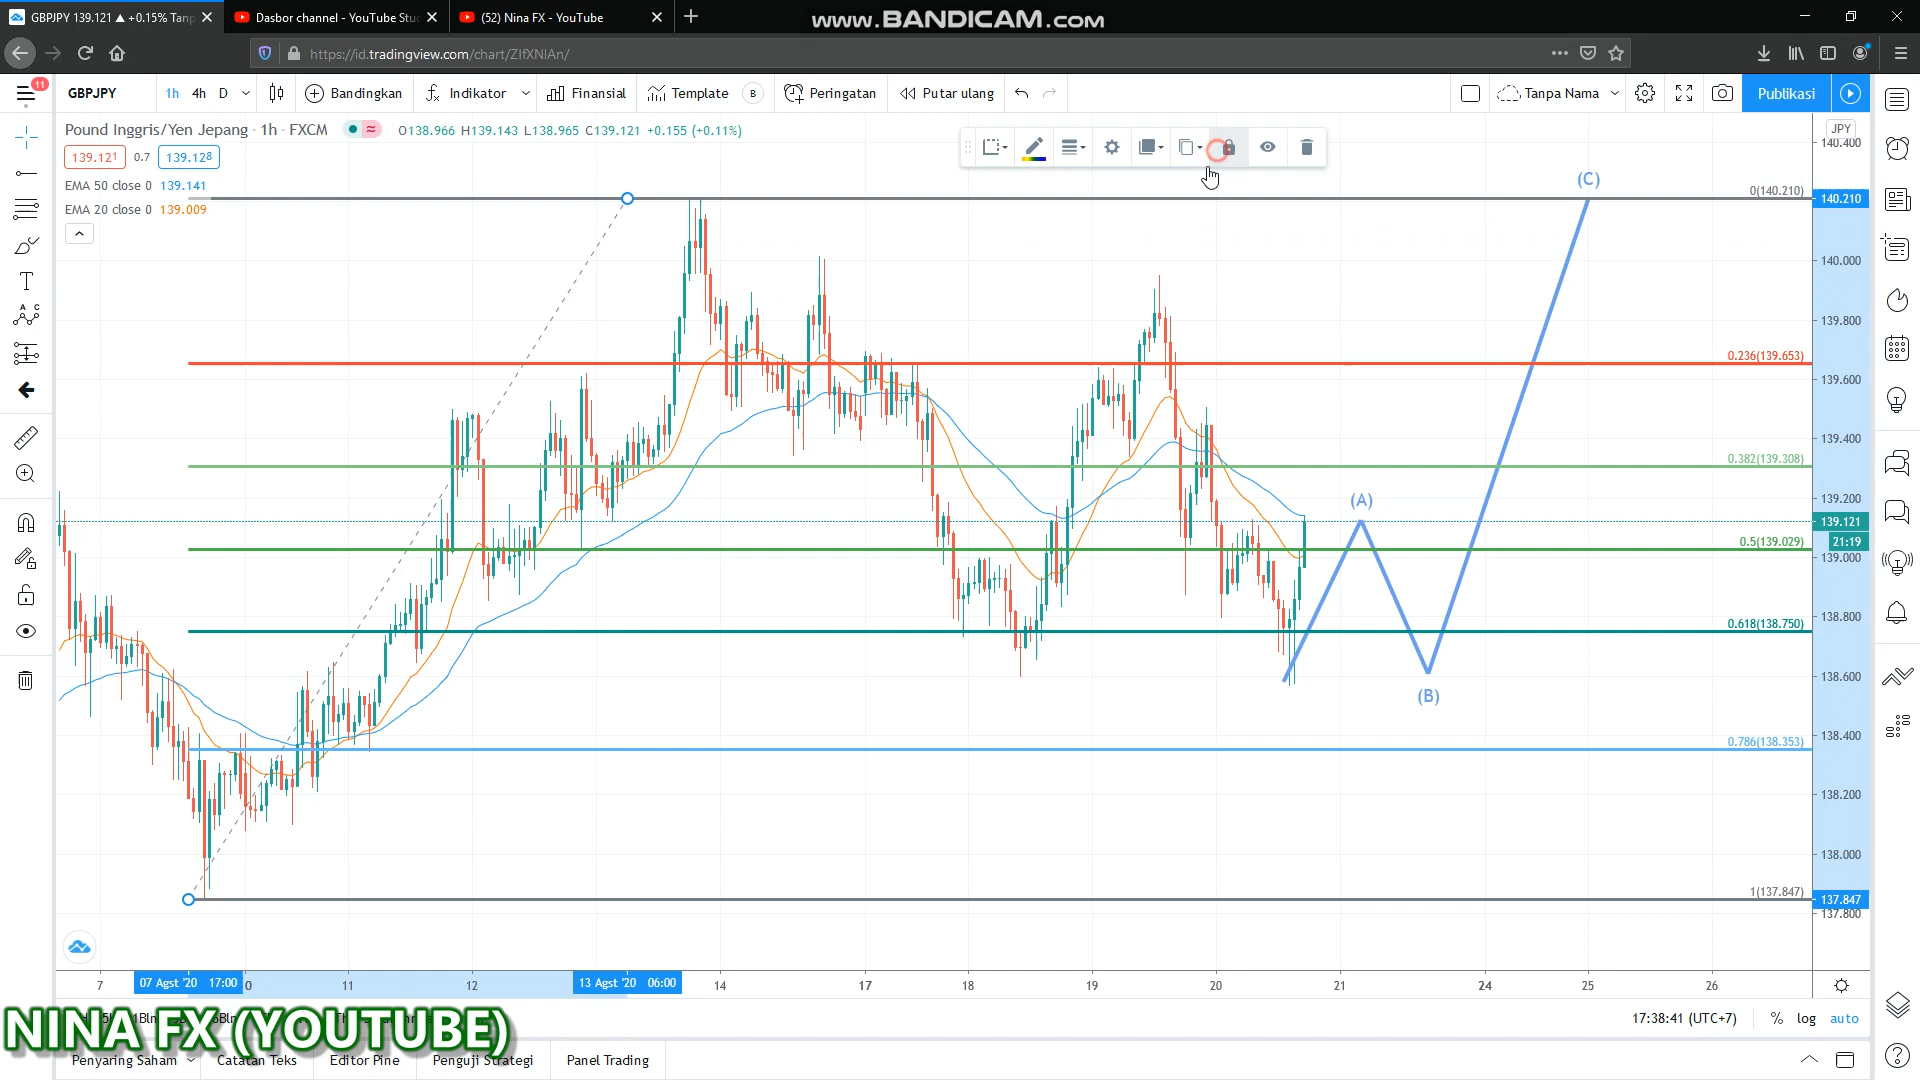 GBPJPY 139.121 ▲ +0.15% Tanp
Dasbor channel - YouTube Stu
(52) Nina FX - YouTube
www.BANDICAM.com
https://id.tradingview.com/chart/ZIfXNIAn/
11
GBPJPY
1h 4h D
Bandingkan
Indikator
Finansial
Template
B
Peringatan
Putar ulang
Tanpa Nama
Publikasi
Pound Inggris/Yen Jepang · 1h · FXCM
O138.966 H139.143 L138.965 C139.121 +0.155 (+0.11%)
139.121 0.7 139.128
EMA 50 close 0 139.141
EMA 20 close 0 139.009
JPY
140.400
(C)
0(140.210)
140.210
140.000
139.800
0.236(139.653)
139.600
139.400
0.382(139.308)
139.200
(A)
139.121
21:19
0.5(139.029)
139.000
138.800
0.618(138.750)
138.600
(B)
138.400
0.786(138.353)
138.200
138.000
1(137.847)
137.847
137.800
7 07 Agst '20 17:00 0 11 12 13 Agst '20 06:00 14 17 18 19 20 21 24 25 26
NINA FX (YOUTUBE)
17:38:41 (UTC+7) % log auto
Penyaring Saham Catatan Teks Editor Pine Penguji Strategi Panel Trading